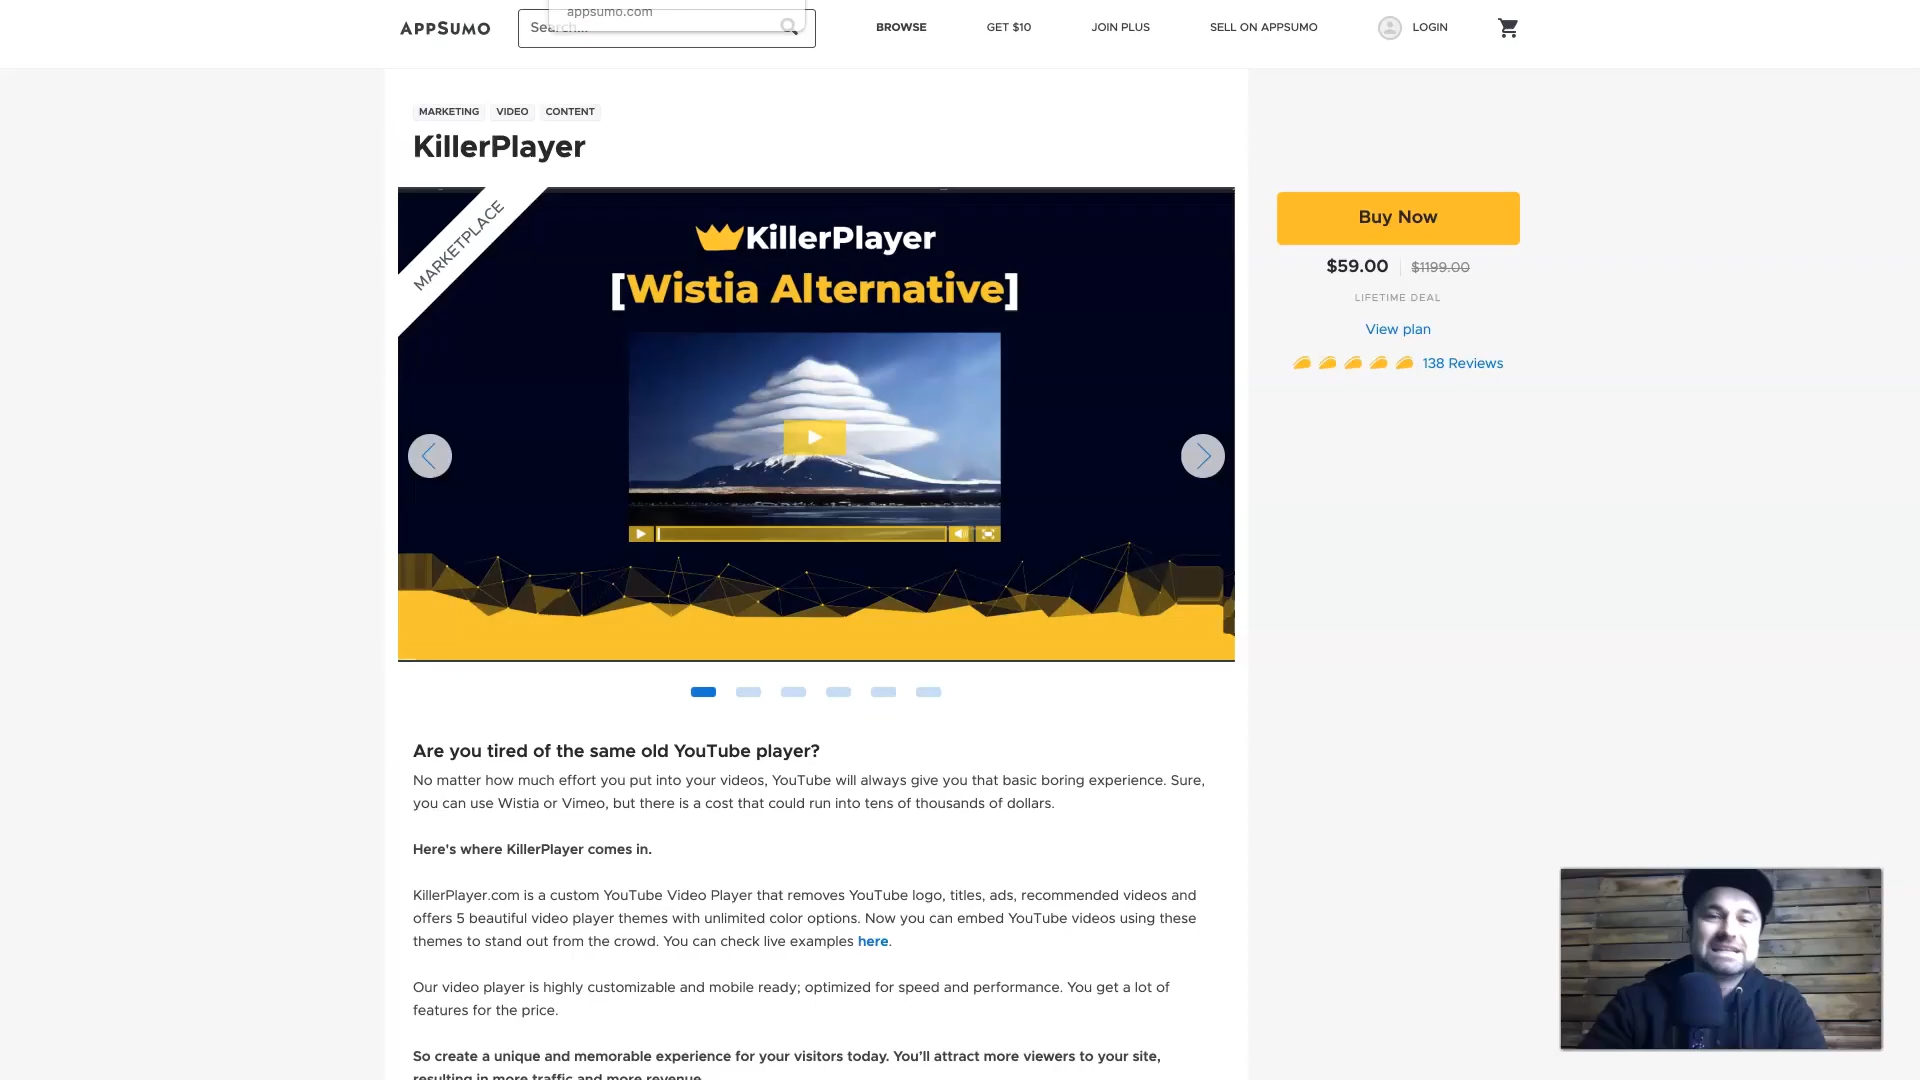 appsumo.com
APPSUMO
Search...
BROWSE
GET $10
JOIN PLUS
SELL ON APPSUMO
LOGIN
MARKETING
VIDEO
CONTENT
KillerPlayer
MARKETPLACE
KillerPlayer
[Wistia Alternative]
Buy Now
$59.00
$1199.00
LIFETIME DEAL
View plan
138 Reviews
Are you tired of the same old YouTube player?
No matter how much effort you put into your videos, YouTube will always give you that basic boring experience. Sure,
you can use Wistia or Vimeo, but there is a cost that could run into tens of thousands of dollars.
Here's where KillerPlayer comes in.
KillerPlayer.com is a custom YouTube Video Player that removes YouTube logo, titles, ads, recommended videos and
offers 5 beautiful video player themes with unlimited color options. Now you can embed YouTube videos using these
themes to stand out from the crowd. You can check live examples here.
Our video player is highly customizable and mobile ready; optimized for speed and performance. You get a lot of
features for the price.
So create a unique and memorable experience for your visitors today. You'll attract more viewers to your site,
resulting in more traffic and more revenue.